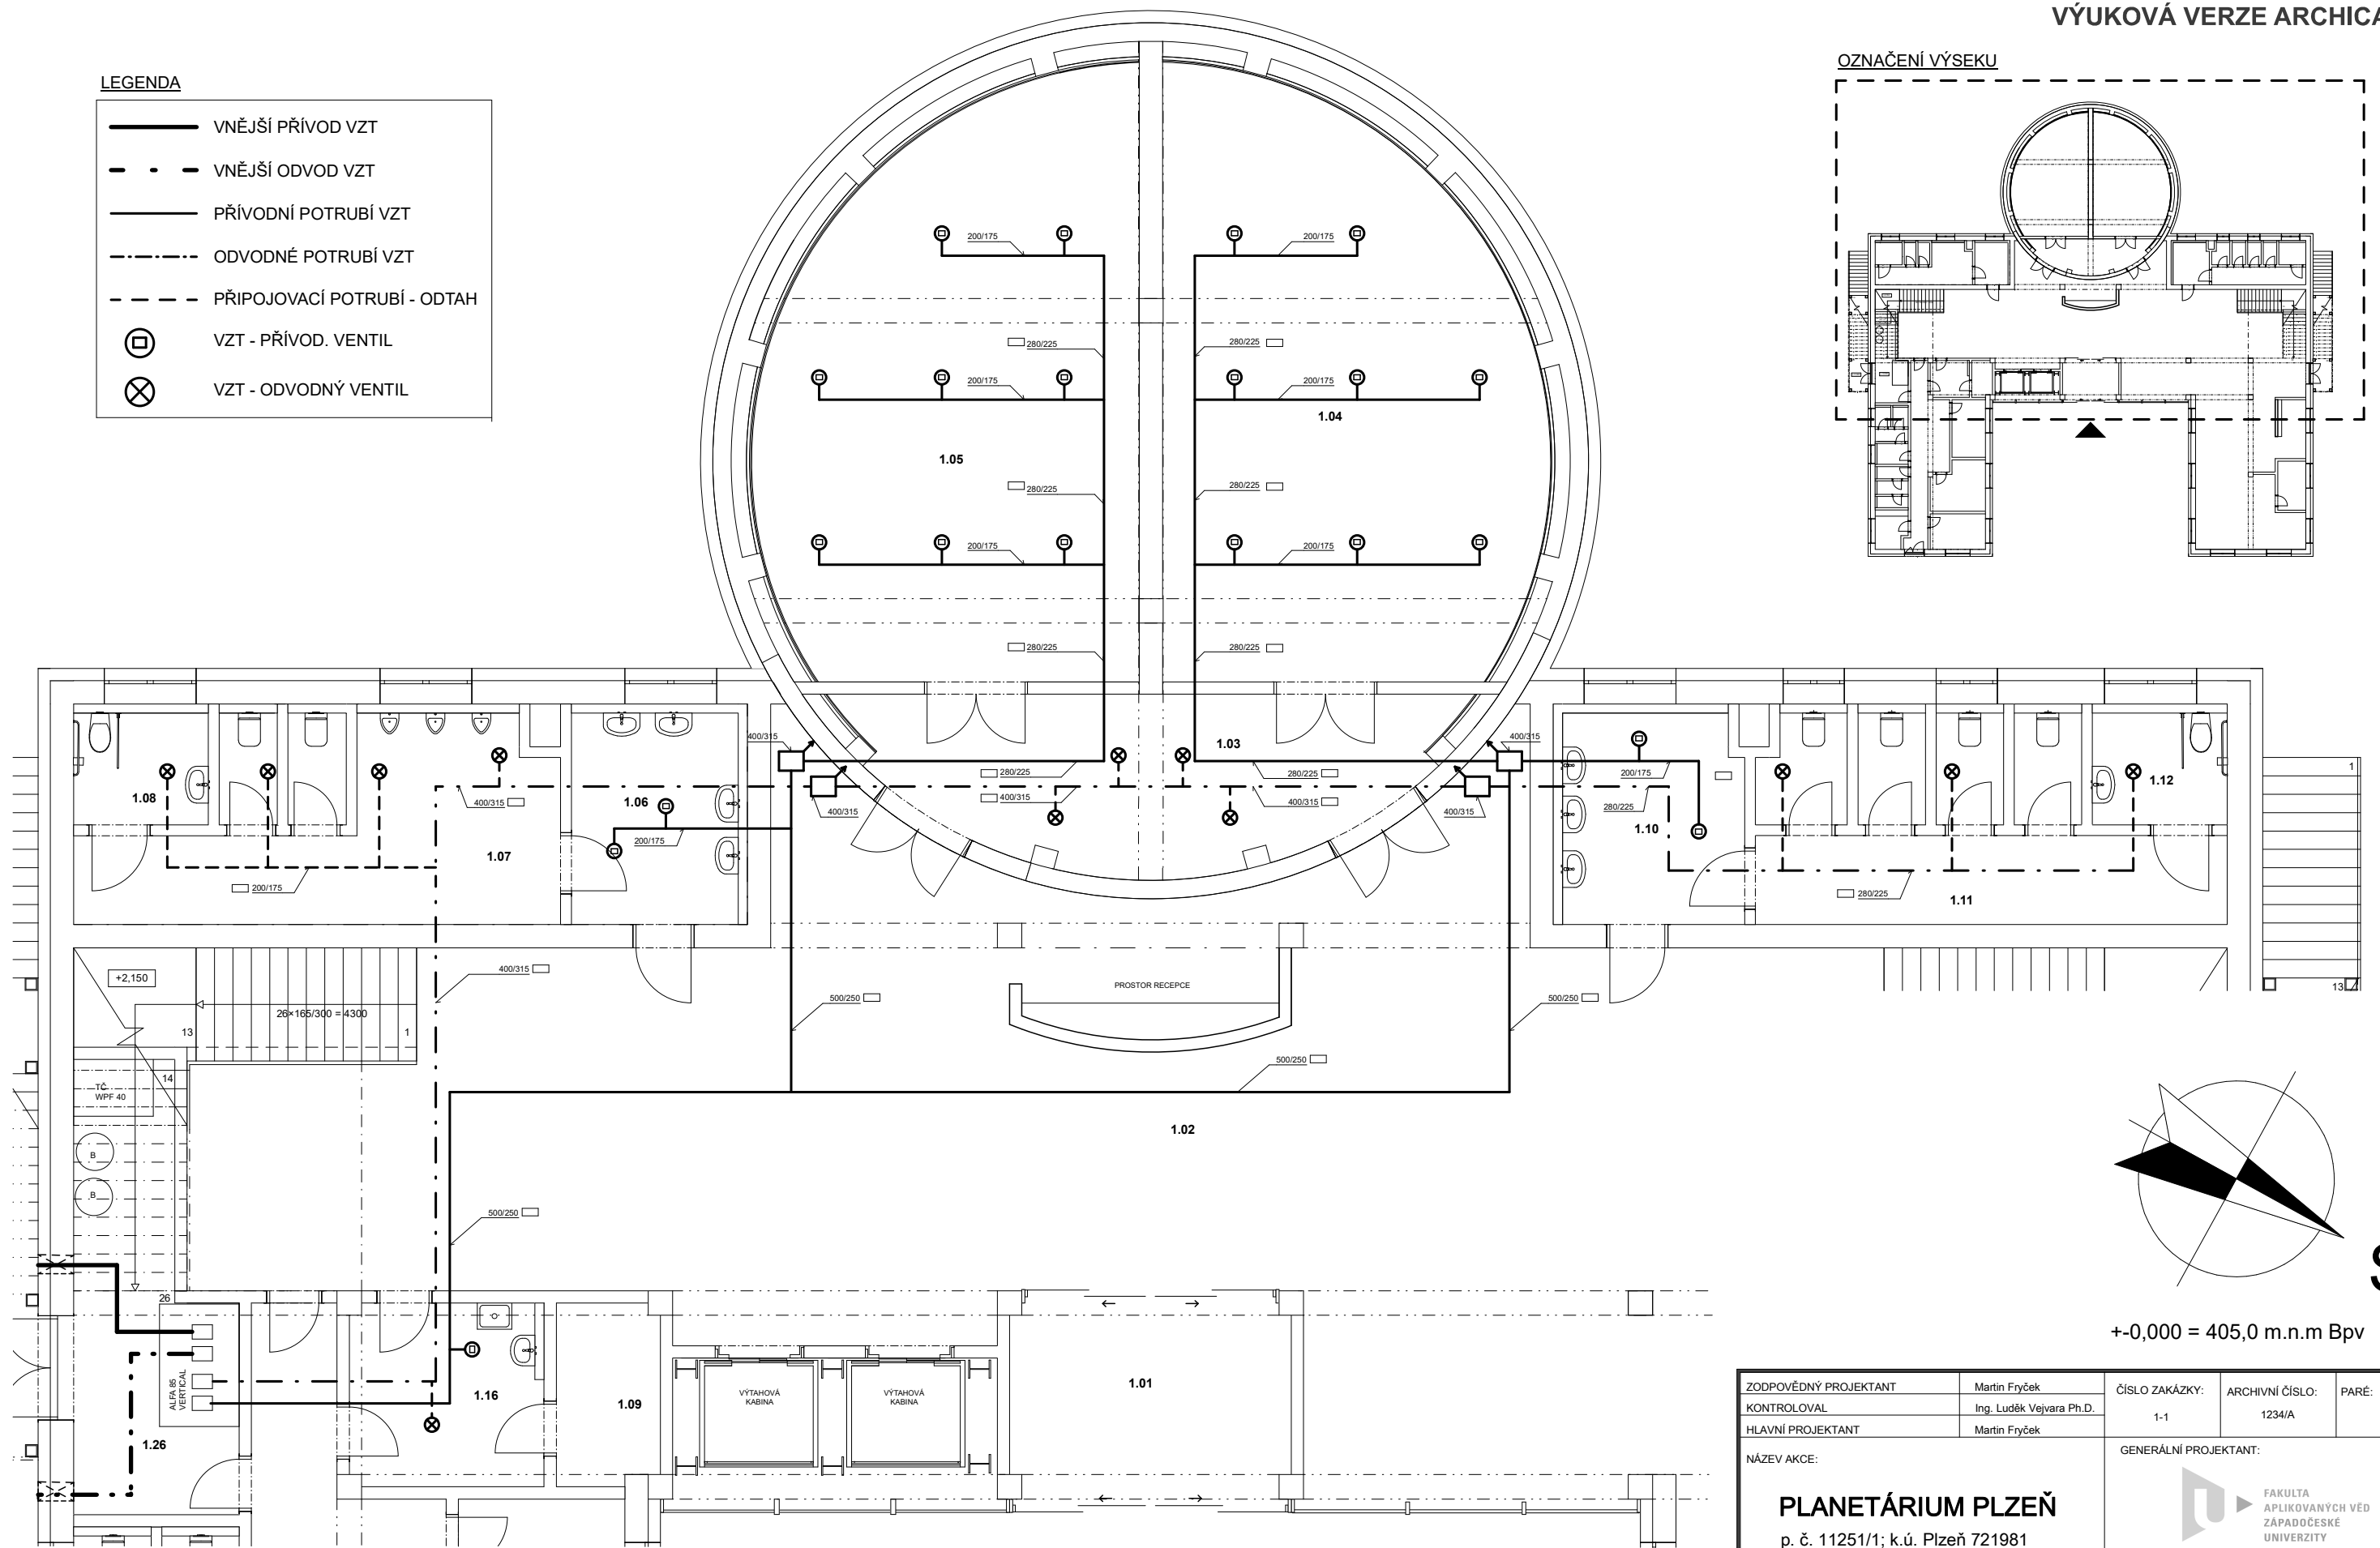 VÝUKOVÁ VERZE ARCHICA
LEGENDA
VNĚJŠÍ PŘÍVOD VZT
VNĚJŠÍ ODVOD VZT
PŘÍVODNÍ POTRUBÍ VZT
ODVODNÉ POTRUBÍ VZT
PŘIPOJOVACÍ POTRUBÍ - ODTAH
VZT - PŘÍVOD. VENTIL
VZT - ODVODNÝ VENTIL
OZNAČENÍ VÝSEKU
200/175
200/175
280/225
280/225
200/175
200/175
1.04
1.05
280/225
280/225
200/175
200/175
280/225
280/225
400/315
1.03
400/315
280/225
280/225
200/175
1.08
400/315
1.06
400/315
400/315
400/315
400/315
280/225
1.12
1
200/175
1.10
1.07
200/175
280/225
1.11
400/315
+2,150
PROSTOR RECEPCE
13
500/250
500/250
26×165/300 = 4300
13
1
500/250
14
TČ
WPF 40
1.02
B
B
500/250
26
+-0,000 = 405,0 m.n.m Bpv
S
ALFA 85
VERTICAL
1.16
1.09
VÝTAHOVÁ
KABINA
VÝTAHOVÁ
KABINA
1.01
1.26
ZODPOVĚDNÝ PROJEKTANT
Martin Fryček
KONTROLOVAL
Ing. Luděk Vejvara Ph.D.
HLAVNÍ PROJEKTANT
Martin Fryček
ČÍSLO ZAKÁZKY:
1-1
ARCHIVNÍ ČÍSLO:
1234/A
PARÉ:
NÁZEV AKCE:
PLANETÁRIUM PLZEŇ
p. č. 11251/1; k.ú. Plzeň 721981
GENERÁLNÍ PROJEKTANT:
FAKULTA
APLIKOVANÝCH VĚD
ZÁPADOČESKÉ
UNIVERZITY